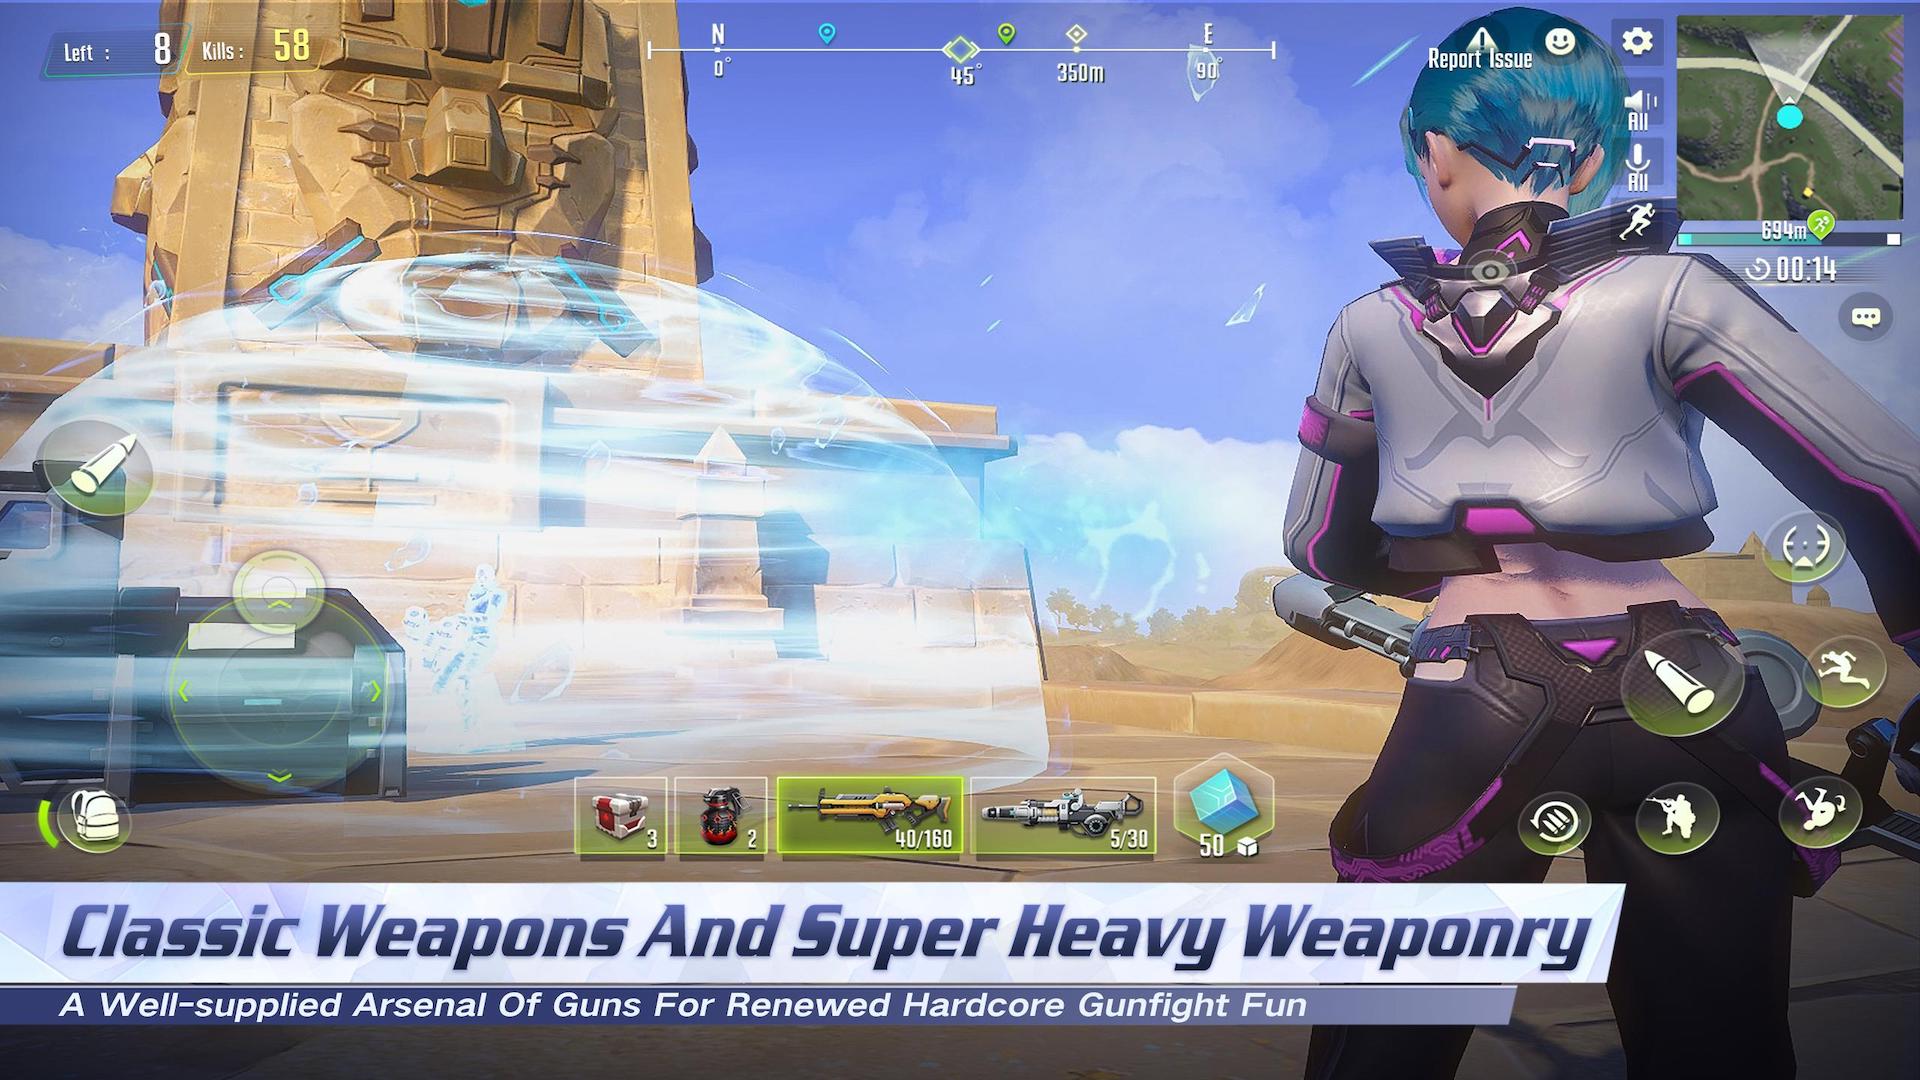 Left : 8 Kills : 58
N E
0° 45° 350m 90°
Report Issue
All
All
694m
00:14
3 2 40/160 5/30 50
Classic Weapons And Super Heavy Weaponry
A Well-supplied Arsenal Of Guns For Renewed Hardcore Gunfight Fun